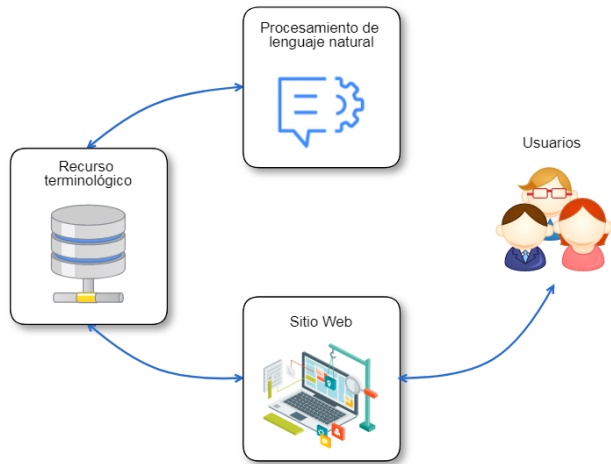 Procesamiento de
lenguaje natural
Usuarios
Recurso
terminológico
Sitio Web